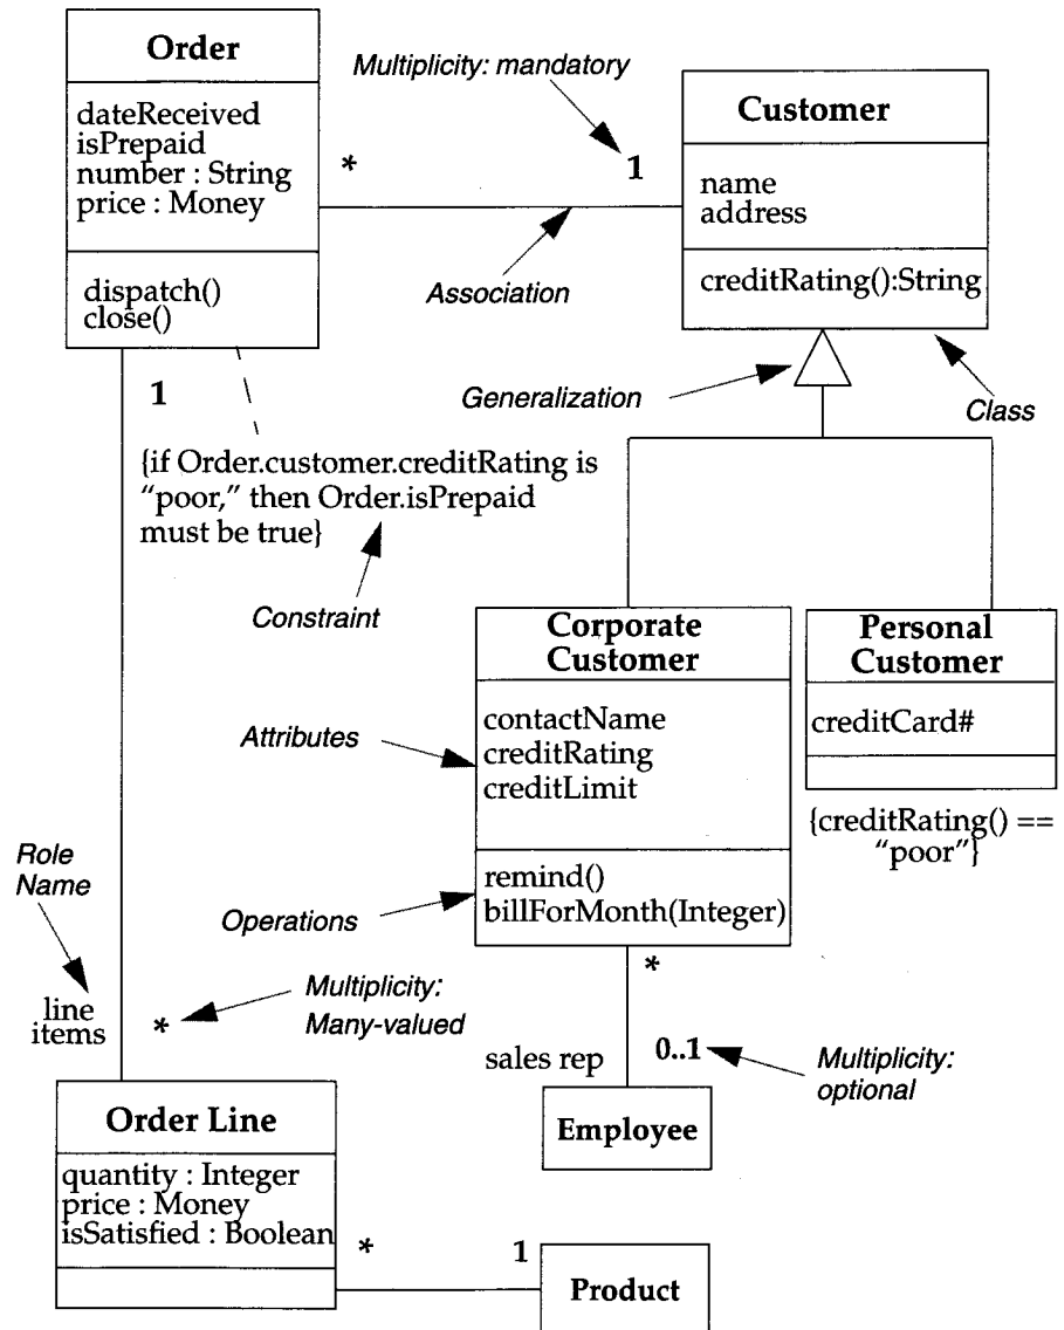 Order
dateReceived
isPrepaid
number : String
price : Money
dispatch()
close()
Multiplicity: mandatory
*
1
Association
Customer
name
address
creditRating():String
Generalization
Class
1
{if Order.customer.creditRating is
“poor,” then Order.isPrepaid
must be true}
Constraint
Corporate
Customer
contactName
creditRating
creditLimit
remind()
billForMonth(Integer)
Attributes
Operations
Personal
Customer
creditCard#
{creditRating() ==
“poor”}
Role
Name
line
items
*
Multiplicity:
Many-valued
*
sales rep
0..1
Multiplicity:
optional
Employee
Order Line
quantity : Integer
price : Money
isSatisfied : Boolean
*
1
Product